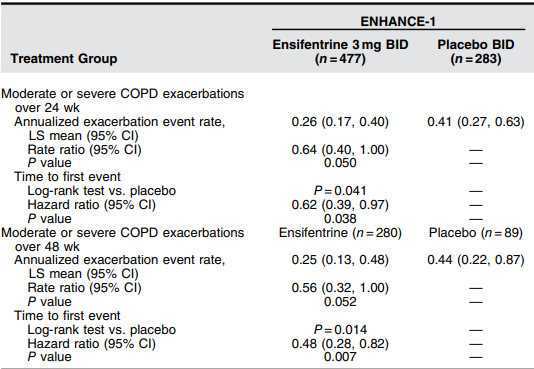 ENHANCE-1
Ensifentrine 3 mg BID Placebo BID
Treatment Group (n = 477) (n = 283)
Moderate or severe COPD exacerbations
over 24 wk
Annualized exacerbation event rate, 0.26 (0.17, 0.40) 0.41 (0.27, 0.63)
LS mean (95% CI)
Rate ratio (95% CI) 0.64 (0.40, 1.00) —
P value 0.050 —
Time to first event
Log-rank test vs. placebo P = 0.041 —
Hazard ratio (95% CI) 0.62 (0.39, 0.97) —
P value 0.038 —
Moderate or severe COPD exacerbations Ensifentrine (n = 280) Placebo (n = 89)
over 48 wk
Annualized exacerbation event rate, 0.25 (0.13, 0.48) 0.44 (0.22, 0.87)
LS mean (95% CI)
Rate ratio (95% CI) 0.56 (0.32, 1.00) —
P value 0.052 —
Time to first event
Log-rank test vs. placebo P = 0.014 —
Hazard ratio (95% CI) 0.48 (0.28, 0.82) —
P value 0.007 —